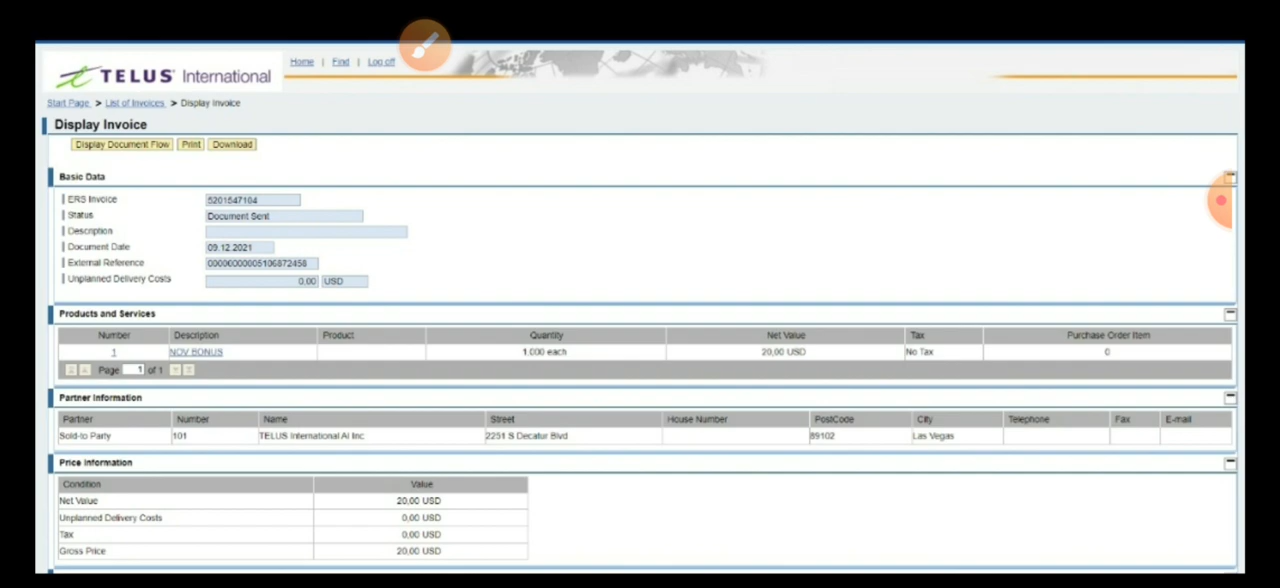 TELUS International
Home | Find | Log off
Start Page > List of Invoices > Display Invoice
Display Invoice
Display Document Flow Print Download
Basic Data
ERS Invoice 5201547104
Status Document Sent
Description
Document Date 09.12.2021
External Reference 00000000005106872458
Unplanned Delivery Costs 0,00 USD
Products and Services
Number Description Product Quantity Net Value Tax Purchase Order Item
1 NOV BONUS 1,000 each 20,00 USD No Tax 0
Page 1 of 1
Partner Information
Partner Number Name Street House Number PostCode City Telephone Fax E-mail
Sold-to Party 101 TELUS International AI Inc 2251 S Decatur Blvd 89102 Las Vegas
Price Information
Condition Value
Net Value 20,00 USD
Unplanned Delivery Costs 0,00 USD
Tax 0,00 USD
Gross Price 20,00 USD